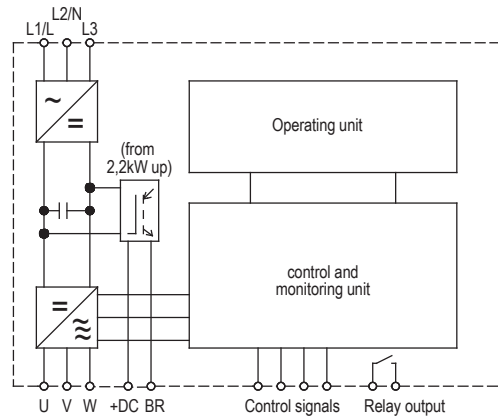 L2/N
L1/L L3
~
=
Operating unit
(from
2,2kW up)
control and
monitoring unit
=
≈
~
U V W +DC BR Control signals Relay output